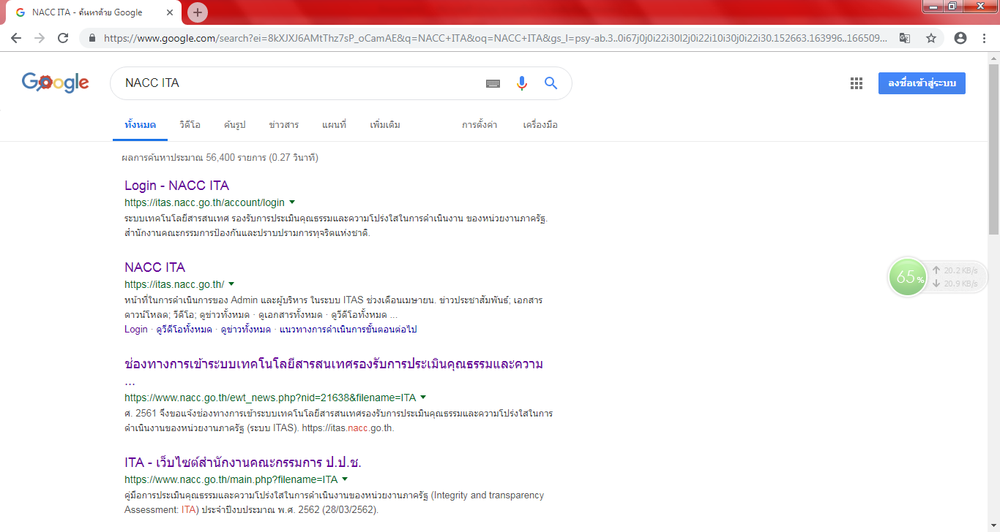 NACC ITA - ค้นหาด้วย Google
https://www.google.com/search?ei=8kXJXJ6AMtThz7sP_oCamAE&q=NACC+ITA&oq=NACC+ITA&gs_l=psy-ab.3..0i67j0j0i22i30l2j0i22i10i30j0i22i30.152663.163996..166509...
Google
NACC ITA
ลงชื่อเข้าสู่ระบบ
ทั้งหมด วิดีโอ ค้นรูป ข่าวสาร แผนที่ เพิ่มเติม การตั้งค่า เครื่องมือ
ผลการค้นหาประมาณ 56,400 รายการ (0.27 วินาที)
Login - NACC ITA
https://itas.nacc.go.th/account/login
ระบบเทคโนโลยีสารสนเทศ รองรับการประเมินคุณธรรมและความโปร่งใสในการดำเนินงาน ของหน่วยงานภาครัฐ.
สำนักงานคณะกรรมการป้องกันและปราบปรามการทุจริตแห่งชาติ.
NACC ITA
https://itas.nacc.go.th/
หน้าที่ในการดำเนินการของ Admin และผู้บริหาร ในระบบ ITAS ช่วงเดือนเมษายน. ข่าวประชาสัมพันธ์; เอกสาร
ดาวน์โหลด; วีดีโอ; ดูข่าวทั้งหมด · ดูเอกสารทั้งหมด · ดูวีดีโอทั้งหมด ...
Login · ดูวีดีโอทั้งหมด · ดูข่าวทั้งหมด · แนวทางการดำเนินการขั้นตอนต่อไป
65%
20.2 KB/s
20.9 KB/s
ช่องทางการเข้าระบบเทคโนโลยีสารสนเทศรองรับการประเมินคุณธรรมและความ
...
https://www.nacc.go.th/ewt_news.php?nid=21638&filename=ITA
ศ. 2561 จึงขอแจ้งช่องทางการเข้าระบบเทคโนโลยีสารสนเทศรองรับการประเมินคุณธรรมและความโปร่งใสในการ
ดำเนินงานของหน่วยงานภาครัฐ (ระบบ ITAS). https://itas.nacc.go.th.
ITA - เว็บไซต์สำนักงานคณะกรรมการ ป.ป.ช.
https://www.nacc.go.th/main.php?filename=ITA
คู่มือการประเมินคุณธรรมและความโปร่งใสในการดำเนินงานของหน่วยงานภาครัฐ (Integrity and transparency
Assessment: ITA) ประจำปีงบประมาณ พ.ศ. 2562 (28/03/2562).